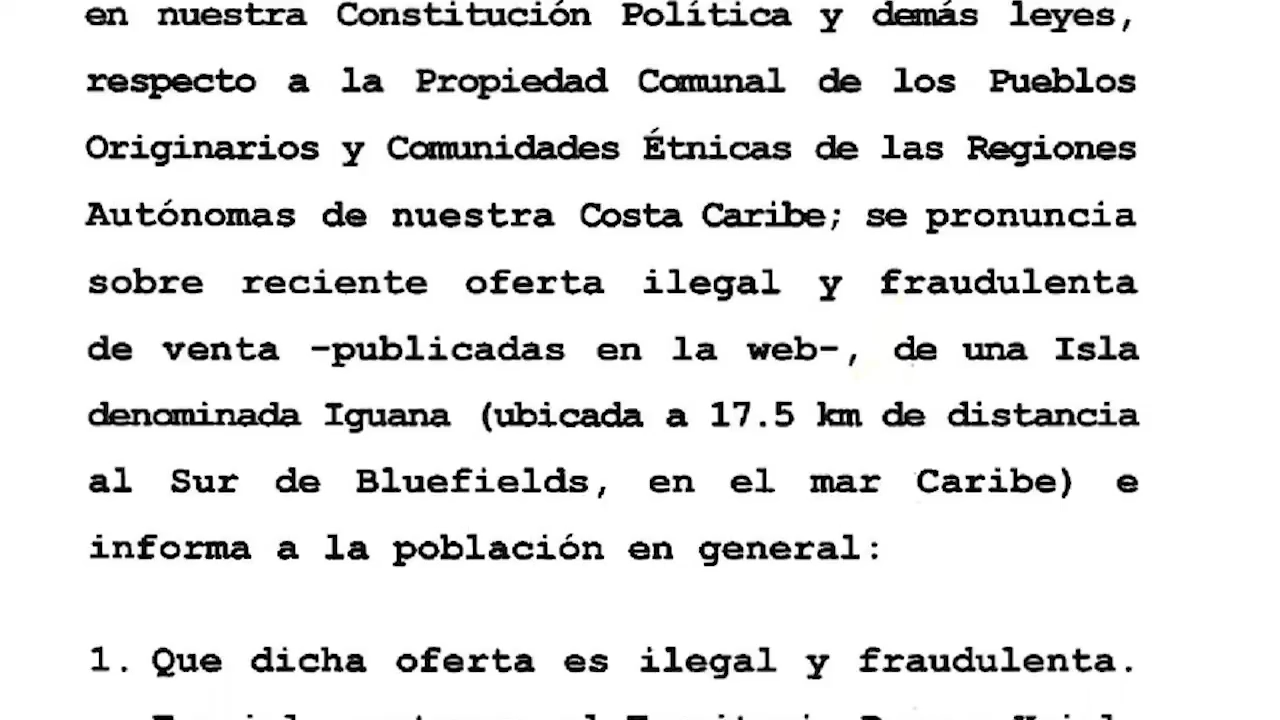 en nuestra Constitución Política y demás leyes,
respecto a la Propiedad Comunal de los Pueblos
Originarios y Comunidades Étnicas de las Regiones
Autónomas de nuestra Costa Caribe; se pronuncia
sobre reciente oferta ilegal y fraudulenta
de venta -publicadas en la web-, de una Isla
denominada Iguana (ubicada a 17.5 km de distancia
al Sur de Bluefields, en el mar Caribe) e
informa a la población en general:
1. Que dicha oferta es ilegal y fraudulenta.